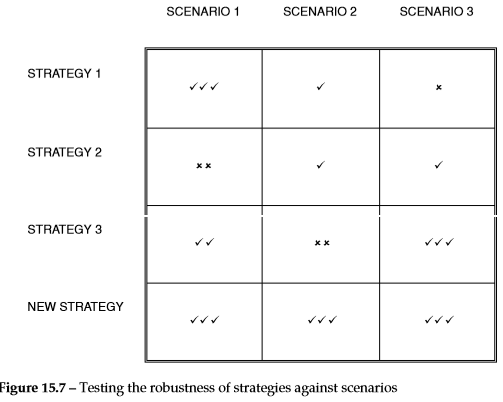 SCENARIO 1 SCENARIO 2 SCENARIO 3
STRATEGY 1 ✓✓✓ ✓ ×
STRATEGY 2 ×× ✓ ✓
STRATEGY 3 ✓✓ ×× ✓✓✓
NEW STRATEGY ✓✓✓ ✓✓✓ ✓✓✓
Figure 15.7 – Testing the robustness of strategies against scenarios